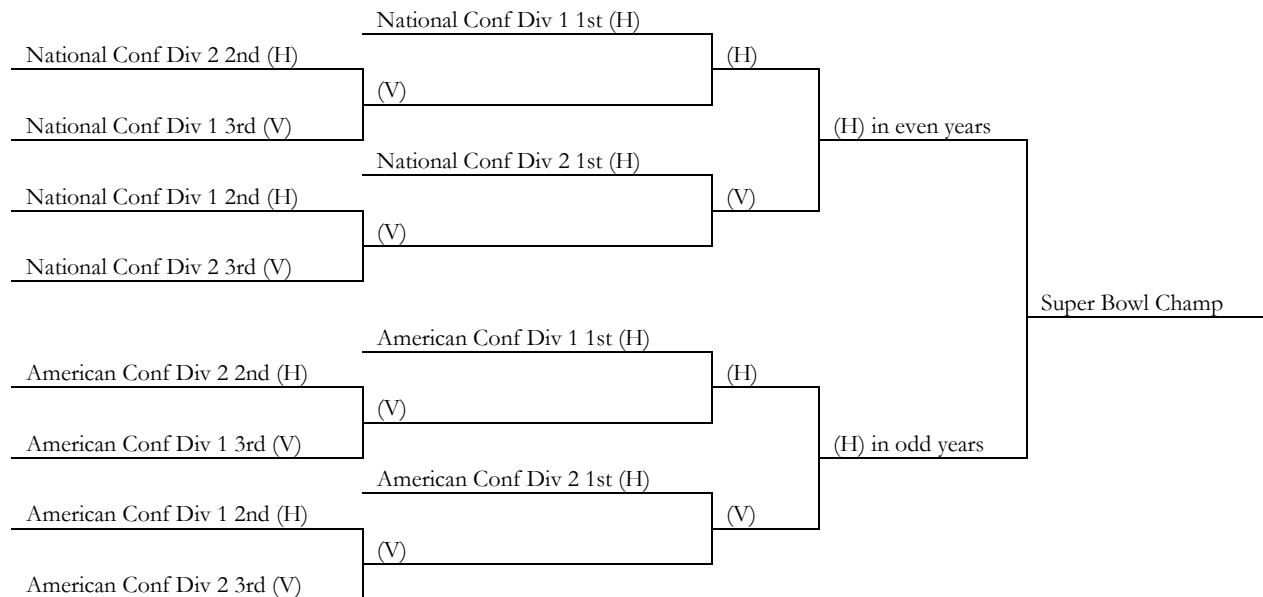 National Conf Div 1 1st (H)
National Conf Div 2 2nd (H)
(H)
(V)
National Conf Div 1 3rd (V)
(H) in even years
National Conf Div 2 1st (H)
National Conf Div 1 2nd (H)
(V)
(V)
National Conf Div 2 3rd (V)
Super Bowl Champ
American Conf Div 1 1st (H)
American Conf Div 2 2nd (H)
(H)
(V)
American Conf Div 1 3rd (V)
(H) in odd years
American Conf Div 2 1st (H)
American Conf Div 1 2nd (H)
(V)
(V)
American Conf Div 2 3rd (V)